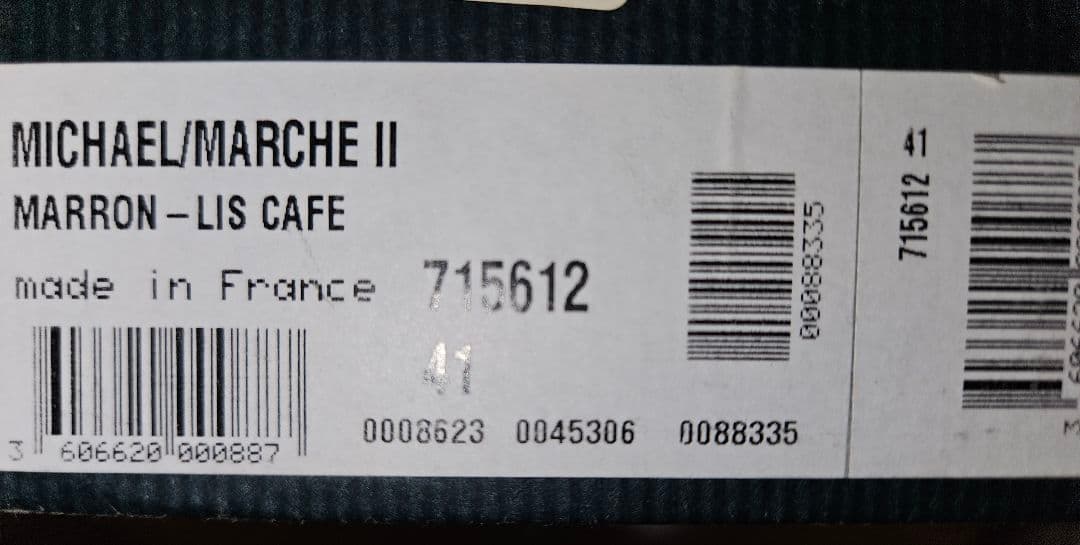 MICHAEL/MARCHE II
MARRON – LIS CAFE
made in France 715612
41
3 606620 000887
0008623 0045306 0088335
00088335
715612 41